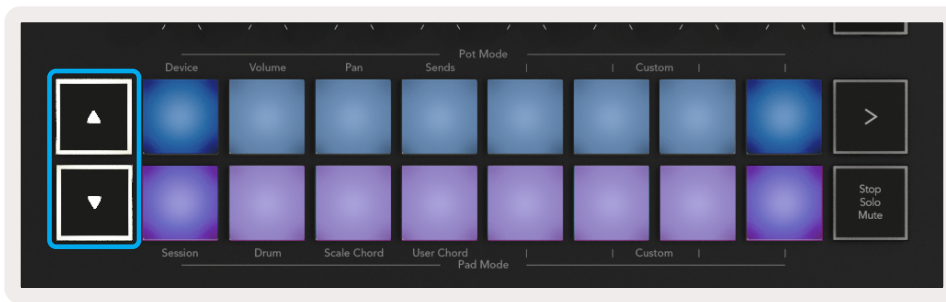 Pot Mode
Device Volume Pan Sends Custom
>
Stop
Solo
Mute
Session Drum Scale Chord User Chord Custom
Pad Mode